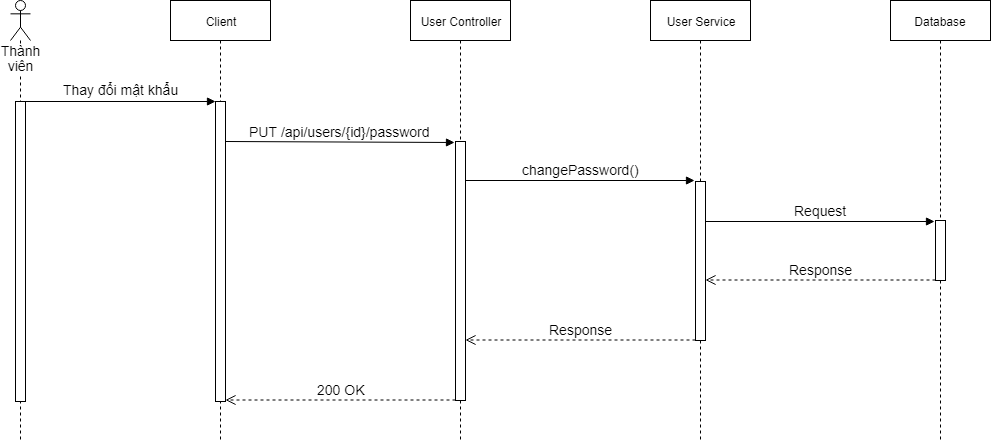 Client
User Controller
User Service
Database
Thành
viên
Thay đổi mật khẩu
PUT /api/users/{id}/password
changePassword()
Request
Response
Response
200 OK